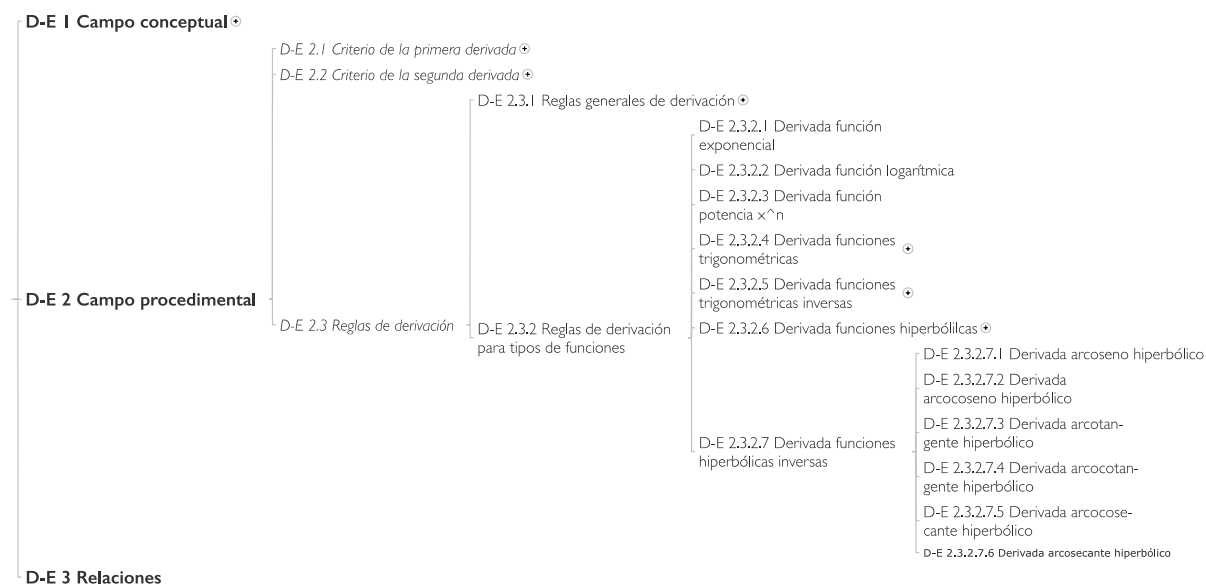 D-E 1 Campo conceptual
D-E 2.1 Criterio de la primera derivada
D-E 2.2 Criterio de la segunda derivada
D-E 2.3.1 Reglas generales de derivación
D-E 2.3.2.1 Derivada función
exponencial
D-E 2.3.2.2 Derivada función logarítmica
D-E 2.3.2.3 Derivada función
potencia x^n
D-E 2.3.2.4 Derivada funciones
trigonométricas
D-E 2.3.2.5 Derivada funciones
trigonométricas inversas
D-E 2 Campo procedimental
D-E 2.3 Reglas de derivación
D-E 2.3.2 Reglas de derivación
para tipos de funciones
D-E 2.3.2.6 Derivada funciones hiperbólilcas
D-E 2.3.2.7.1 Derivada arcoseno hiperbólico
D-E 2.3.2.7.2 Derivada
arcocoseno hiperbólico
D-E 2.3.2.7.3 Derivada arcotan-
gente hiperbólico
D-E 2.3.2.7 Derivada funciones
hiperbólicas inversas
D-E 2.3.2.7.4 Derivada arcocotan-
gente hiperbólico
D-E 2.3.2.7.5 Derivada arcocose-
cante hiperbólico
D-E 2.3.2.7.6 Derivada arcosecante hiperbólico
D-E 3 Relaciones